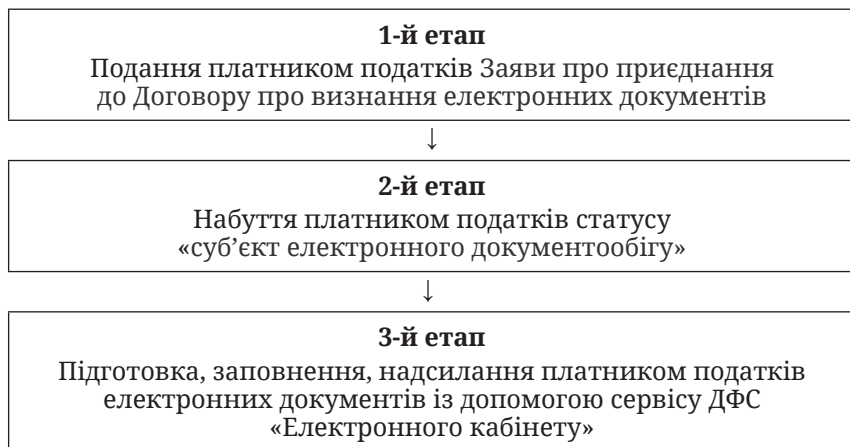 1-й етап
Подання платником податків Заяви про приєднання
до Договору про визнання електронних документів
↓
2-й етап
Набуття платником податків статусу
«суб’єкт електронного документообігу»
↓
3-й етап
Підготовка, заповнення, надсилання платником податків
електронних документів із допомогою сервісу ДФС
«Електронного кабінету»